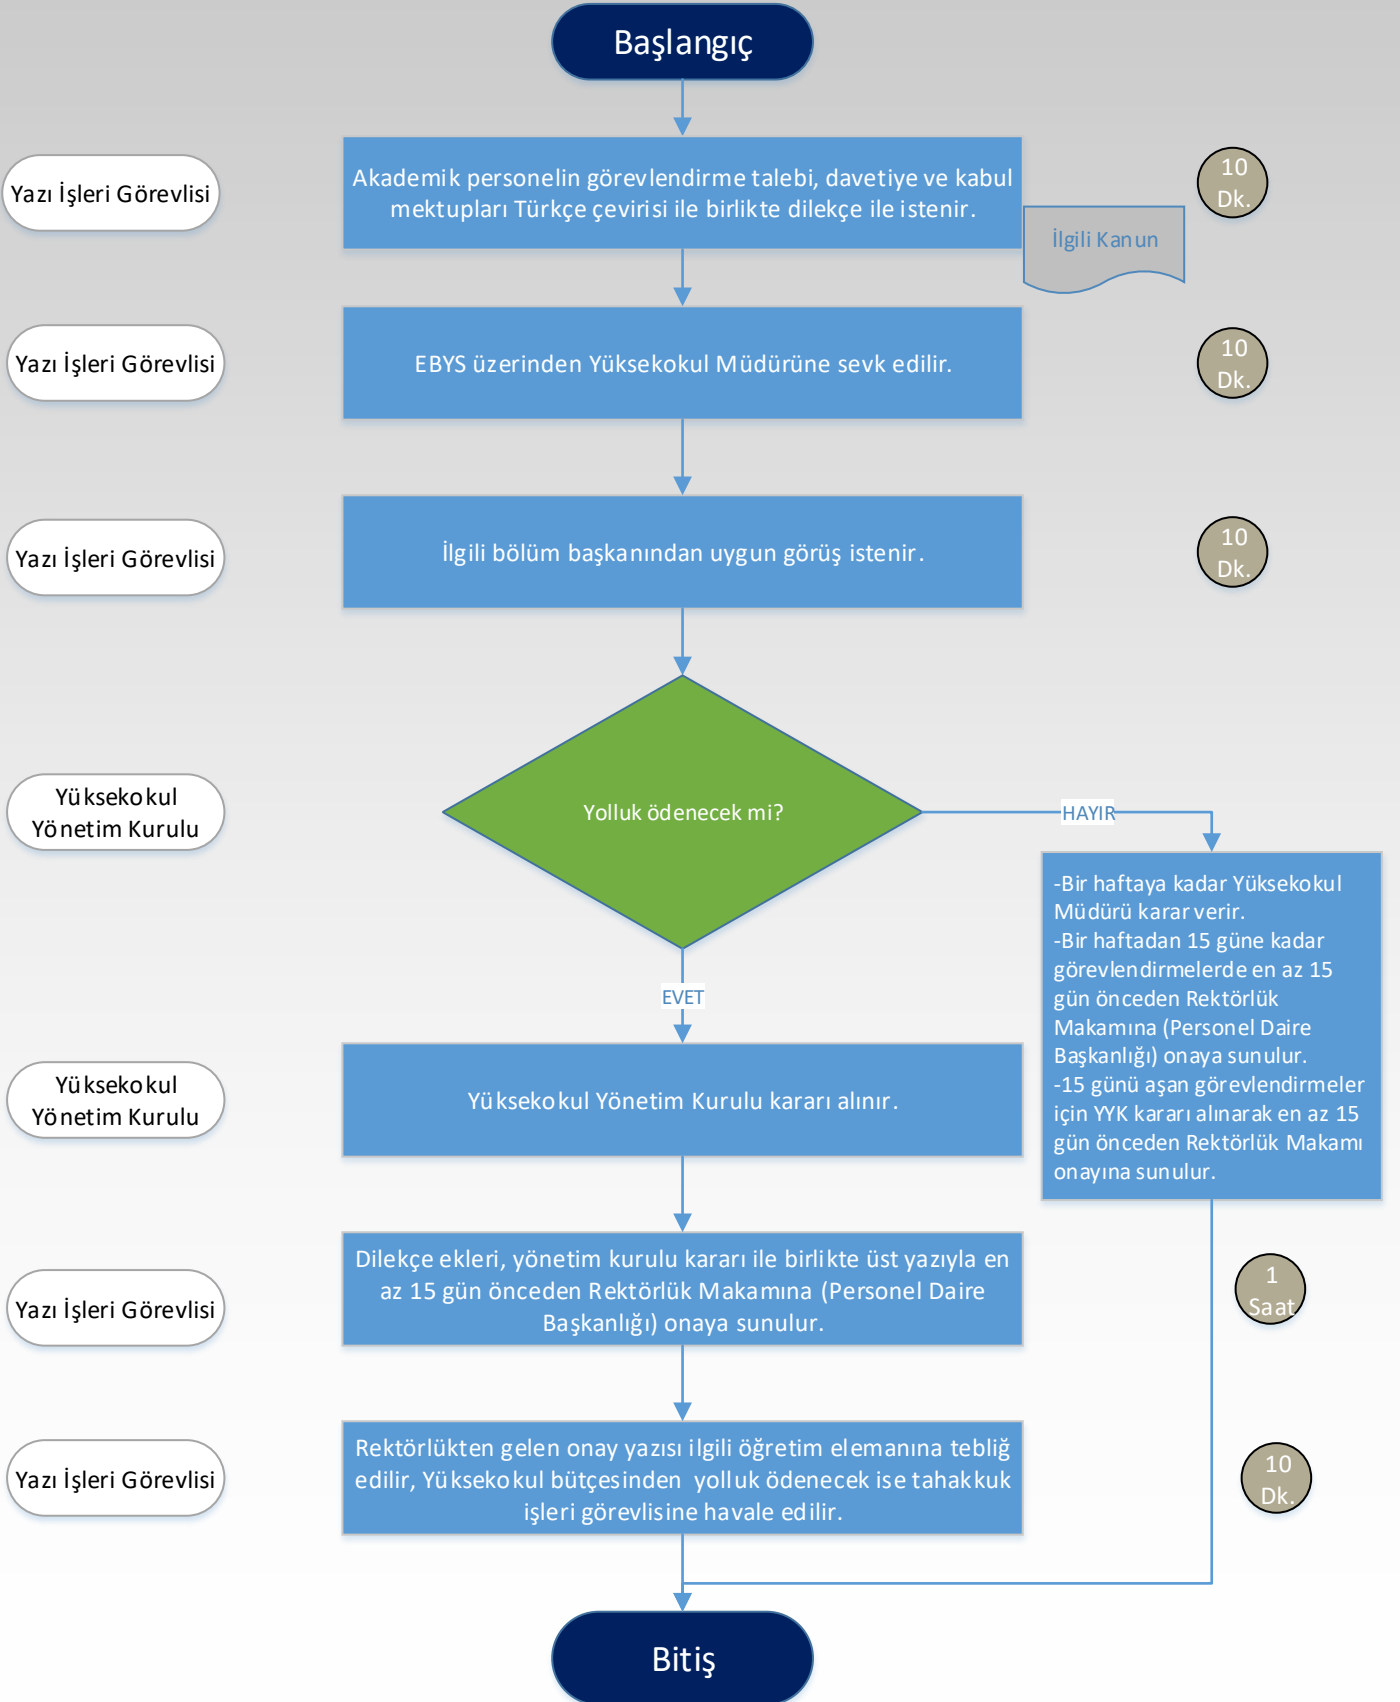 Başlangıç
Yazı İşleri Görevlisi
Akademik personelin görevlendirme talebi, davetiye ve kabul
mektupları Türkçe çevirisi ile birlikte dilekçe ile istenir.
10
Dk.
İlgili Kanun
Yazı İşleri Görevlisi
EBYS üzerinden Yüksekokul Müdürüne sevk edilir.
10
Dk.
Yazı İşleri Görevlisi
İlgili bölüm başkanından uygun görüş istenir.
10
Dk.
Yüksekokul
Yönetim Kurulu
Yolluk ödenecek mi?
HAYIR
-Bir haftaya kadar Yüksekokul
Müdürü karar verir.
-Bir haftadan 15 güne kadar
görevlendirmelerde en az 15
gün önceden Rektörlük
Makamına (Personel Daire
Başkanlığı) onaya sunulur.
-15 günü aşan görevlendirmeler
için YYK kararı alınarak en az 15
gün önceden Rektörlük Makamı
onayına sunulur.
EVET
Yüksekokul
Yönetim Kurulu
Yüksekokul Yönetim Kurulu kararı alınır.
Yazı İşleri Görevlisi
Dilekçe ekleri, yönetim kurulu kararı ile birlikte üst yazıyla en
az 15 gün önceden Rektörlük Makamına (Personel Daire
Başkanlığı) onaya sunulur.
1
Saat
Yazı İşleri Görevlisi
Rektörlükten gelen onay yazısı ilgili öğretim elemanına tebliğ
edilir, Yüksekokul bütçesinden yolluk ödenecek ise tahakkuk
işleri görevlisine havale edilir.
10
Dk.
Bitiş